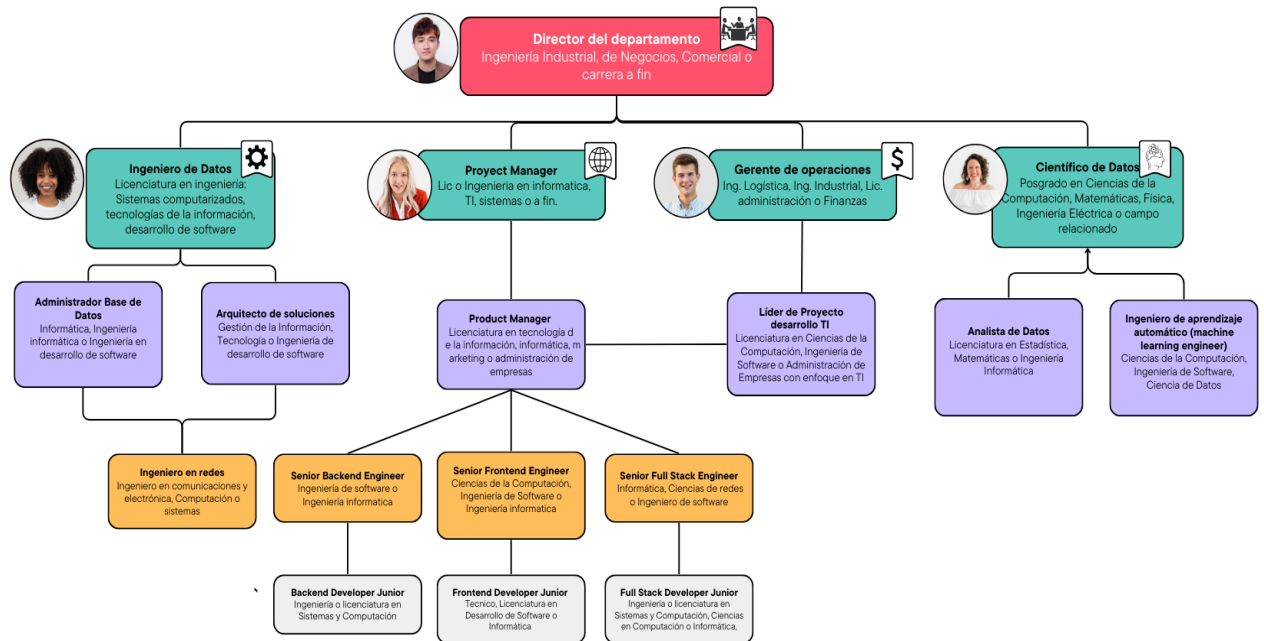 Director del departamento
Ingeniería Industrial, de Negocios, Comercial o
carrera a fin
Ingeniero de Datos
Licenciatura en ingeniería:
Sistemas computarizados,
tecnologías de la información,
desarrollo de software
Proyect Manager
Lic o Ingenieria en informatica,
TI, sistemas o a fin.
$
Gerente de operaciones
Ing. Logística, Ing. Industrial, Lic.
administración o Finanzas
Científico de Datos
Posgrado en Ciencias de la
Computación, Matemáticas, Física,
Ingeniería Eléctrica o campo
relacionado
Administrador Base de
Datos
Informática, Ingeniería
informática o Ingeniería en
desarrollo de software
Arquitecto de soluciones
Gestión de la Información,
Tecnología o Ingeniería de
desarrollo de software
Product Manager
Licenciatura en tecnología d
e la información, informática, m
arketing o administración de
empresas
Líder de Proyecto
desarrollo TI
Licenciatura en Ciencias de la
Computación, Ingeniería de
Software o Administración de
Empresas con enfoque en TI
Analista de Datos
Licenciatura en Estadística,
Matemáticas o Ingeniería
Informática
Ingeniero de aprendizaje
automático (machine
learning engineer)
Ciencias de la Computación,
Ingeniería de Software,
Ciencia de Datos
Ingeniero en redes
Ingeniero en comunicaciones y
electrónica, Computación o
sistemas
Senior Backend Engineer
Ingeniería de software o
Ingeniería informatica
Senior Frontend Engineer
Ciencias de la Computación,
Ingeniería de Software o
Ingeniería informatica
Senior Full Stack Engineer
Informática, Ciencias de redes
o Ingeniero de software
Backend Developer Junior
Ingeniería o licenciatura en
Sistemas y Computación
Frontend Developer Junior
Tecnico, Licenciatura en
Desarrollo de Software o
Informática
Full Stack Developer Junior
Ingeniería o licenciatura en
Sistemas y Computación, Ciencias
en Computación o Informática,